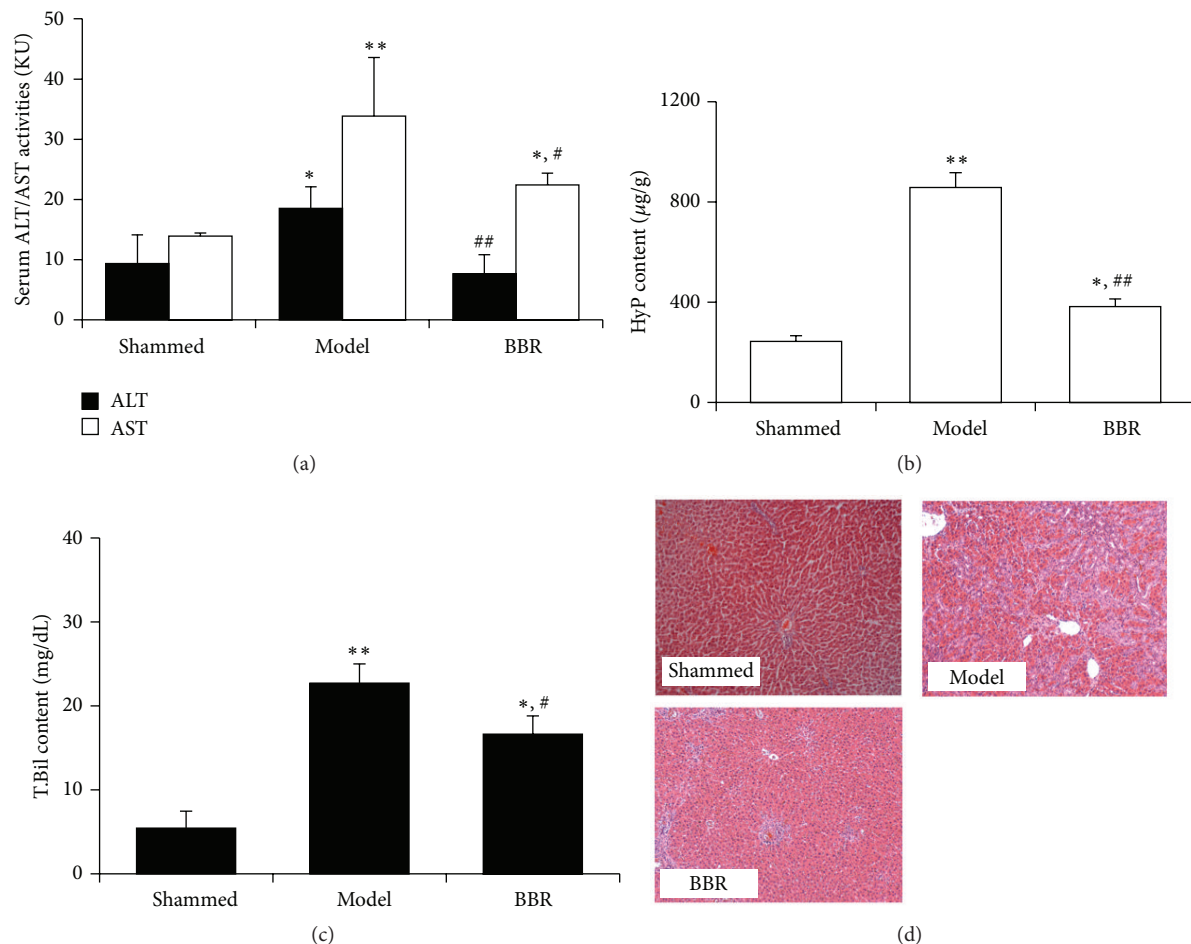 Serum ALT/AST activities (KU)
50
40
30
20
10
0
*
**
##
*, #
Shammed
Model
BBR
ALT
AST
(a)
HyP content (μg/g)
1200
800
400
0
**
*, ##
Shammed
Model
BBR
(b)
T.Bil content (mg/dL)
40
30
20
10
0
**
*, #
Shammed
Model
BBR
(c)
Shammed
Model
BBR
(d)